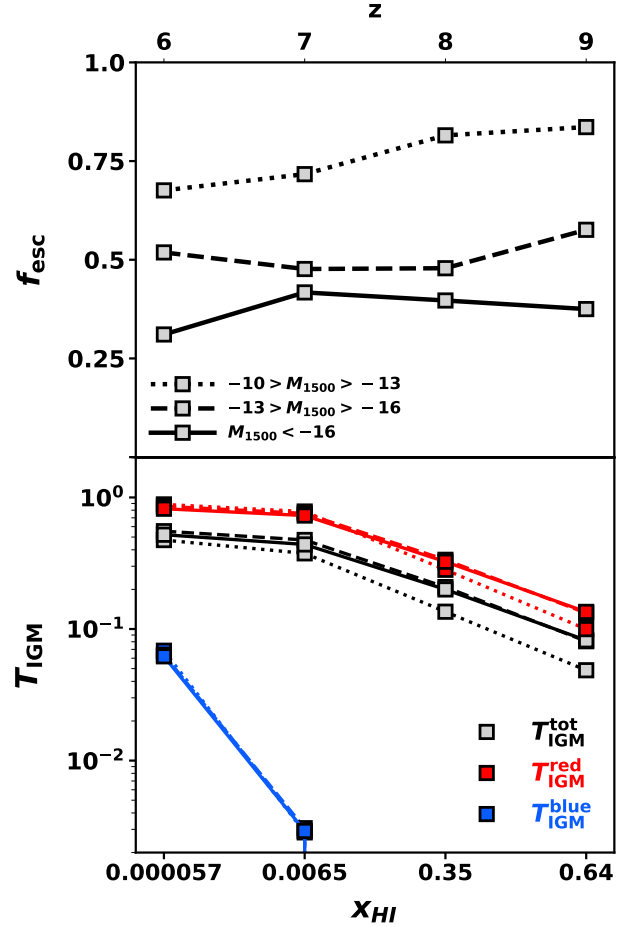 z
6 7 8 9
1.0
0.75
0.5
0.25
f_esc
−10 > M_1500 > −13
−13 > M_1500 > −16
M_1500 < −16
10^0
10^−1
10^−2
T_IGM
T_IGM^tot
T_IGM^red
T_IGM^blue
0.000057 0.0065 0.35 0.64
x_HI